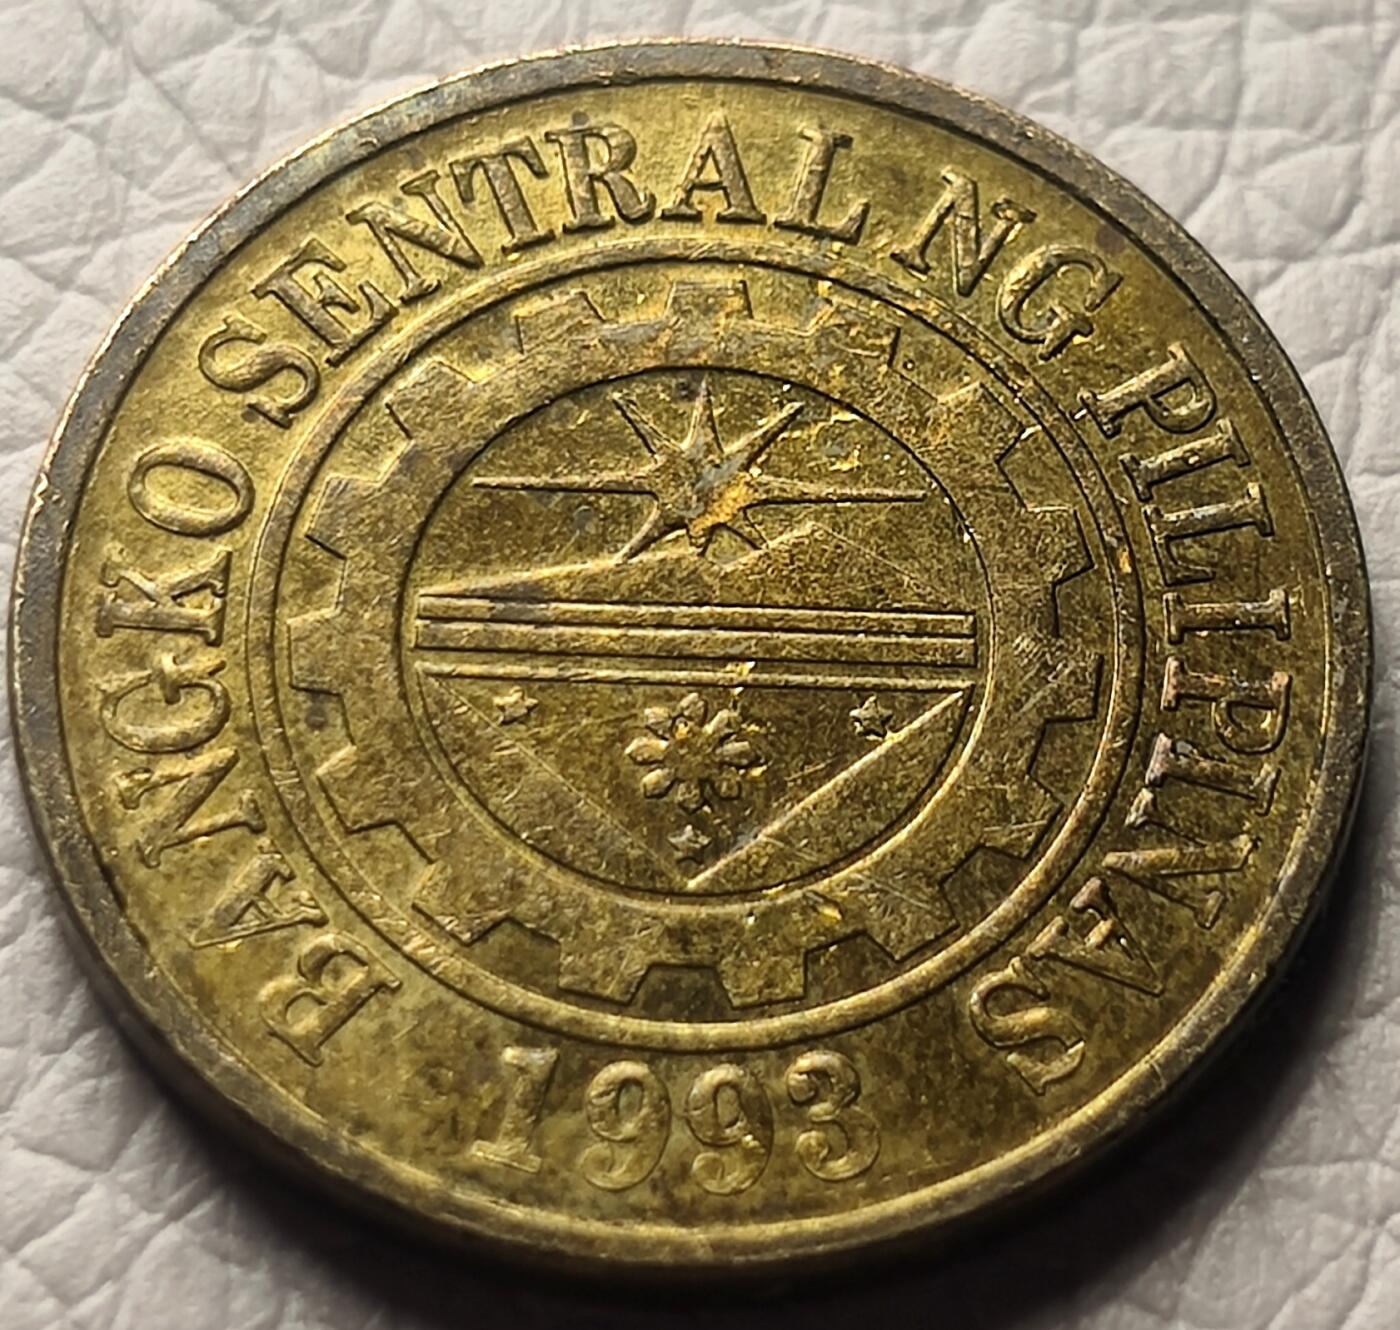 BANGKO SENTRAL NG PILIPINAS
1993